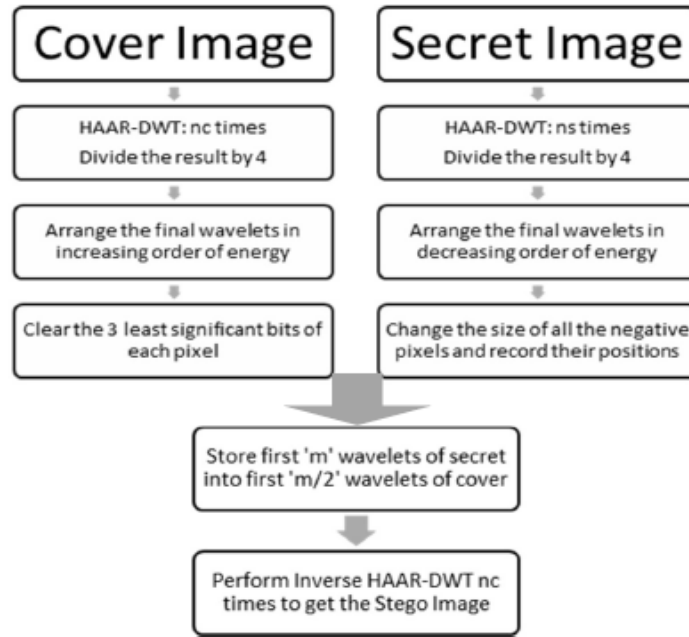 Cover Image
HAAR-DWT: nc times
Divide the result by 4
Arrange the final wavelets in
increasing order of energy
Clear the 3 least significant bits of
each pixel
Secret Image
HAAR-DWT: ns times
Divide the result by 4
Arrange the final wavelets in
decreasing order of energy
Change the size of all the negative
pixels and record their positions
Store first 'm' wavelets of secret
into first 'm/2' wavelets of cover
Perform Inverse HAAR-DWT nc
times to get the Stego Image